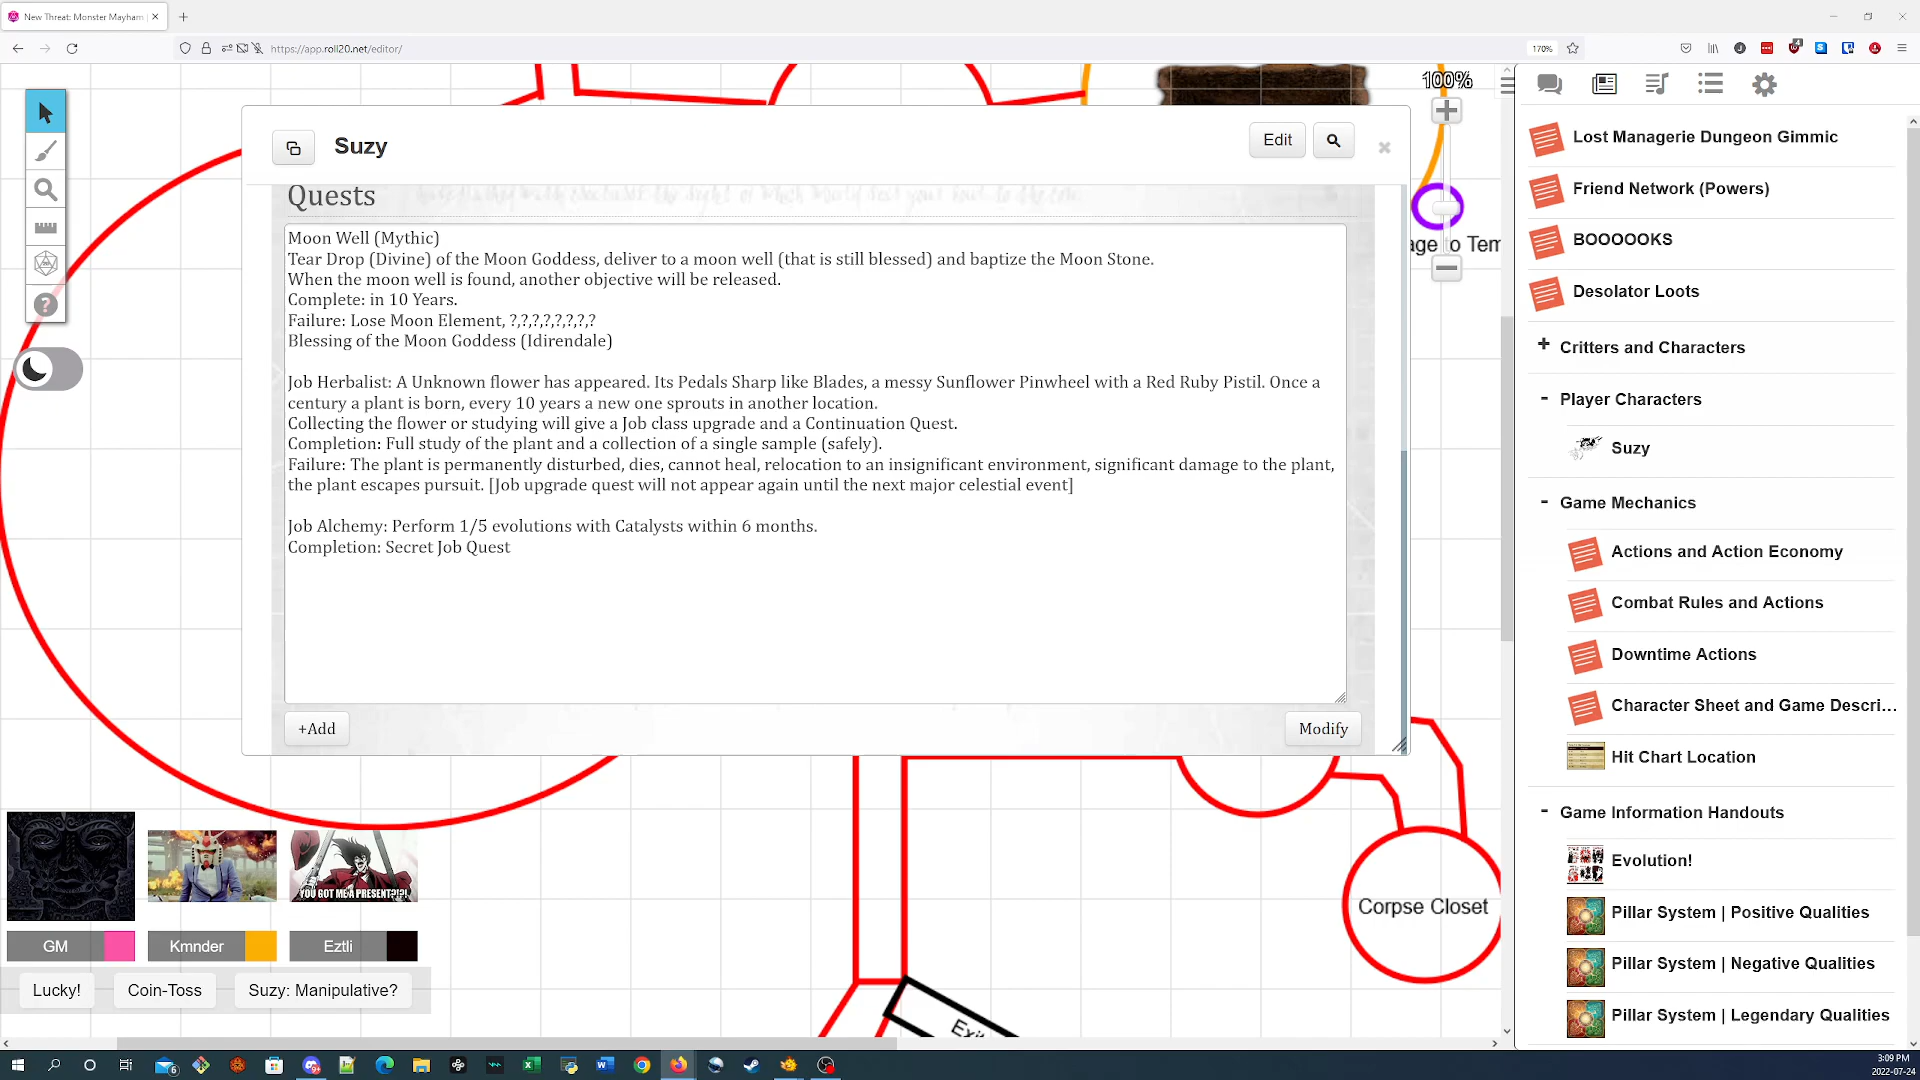 New Threat: Monster Mayham
https://app.roll20.net/editor/
170%
4
100%
Suzy
Edit
Quests
Moon Well (Mythic)
Tear Drop (Divine) of the Moon Goddess, deliver to a moon well (that is still blessed) and baptize the Moon Stone.
When the moon well is found, another objective will be released.
Complete: in 10 Years.
Failure: Lose Moon Element, ?,?,?,?,?,?,?,?
Blessing of the Moon Goddess (Idirendale)
Job Herbalist: A Unknown flower has appeared. Its Pedals Sharp like Blades, a messy Sunflower Pinwheel with a Red Ruby Pistil. Once a
century a plant is born, every 10 years a new one sprouts in another location.
Collecting the flower or studying will give a Job class upgrade and a Continuation Quest.
Completion: Full study of the plant and a collection of a single sample (safely).
Failure: The plant is permanently disturbed, dies, cannot heal, relocation to an insignificant environment, significant damage to the plant,
the plant escapes pursuit. [Job upgrade quest will not appear again until the next major celestial event]
Job Alchemy: Perform 1/5 evolutions with Catalysts within 6 months.
Completion: Secret Job Quest
+Add
Modify
age to Tem
Corpse Closet
Exit
Lost Managerie Dungeon Gimmic
Friend Network (Powers)
BOOOOOKS
Desolator Loots
+ Critters and Characters
- Player Characters
Suzy
- Game Mechanics
Actions and Action Economy
Combat Rules and Actions
Downtime Actions
Character Sheet and Game Descri...
Hit Chart Location
- Game Information Handouts
Evolution!
Pillar System | Positive Qualities
Pillar System | Negative Qualities
Pillar System | Legendary Qualities
YOU GOT ME A PRESENT?!?!
GM
Kmnder
Eztli
Lucky!
Coin-Toss
Suzy: Manipulative?
3:09 PM
2022-07-24